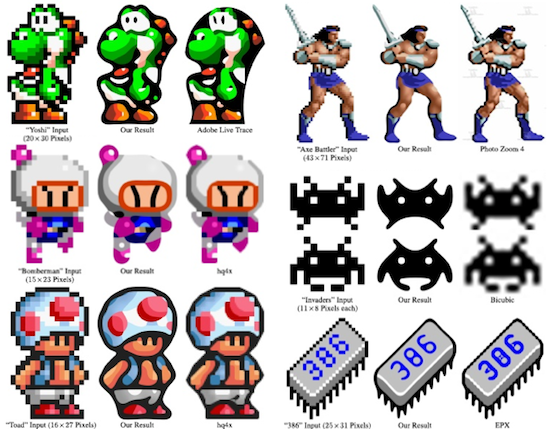 "Yoshi" Input
(20×30 Pixels)
Our Result
Adobe Live Trace
"Axe Battler" Input
(43×71 Pixels)
Our Result
Photo Zoom 4
"Bomberman" Input
(15×23 Pixels)
Our Result
hq4x
"Invaders" Input
(11×8 Pixels each)
Our Result
Bicubic
386
386
386
"Toad" Input (16×27 Pixels)
Our Result
hq4x
"386" Input (25×31 Pixels)
Our Result
EPX